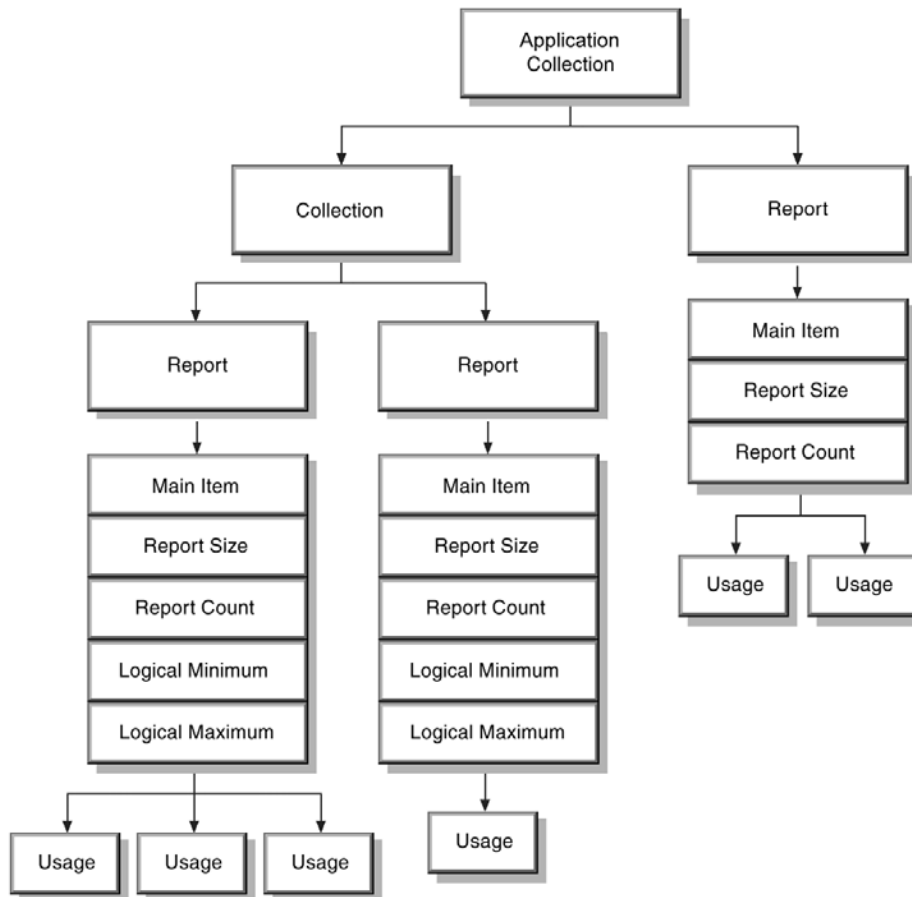 Application
Collection
Collection
Report
Report
Report
Main Item
Report Size
Report Count
Main Item
Report Size
Report Count
Logical Minimum
Logical Maximum
Main Item
Report Size
Report Count
Logical Minimum
Logical Maximum
Usage
Usage
Usage
Usage
Usage
Usage